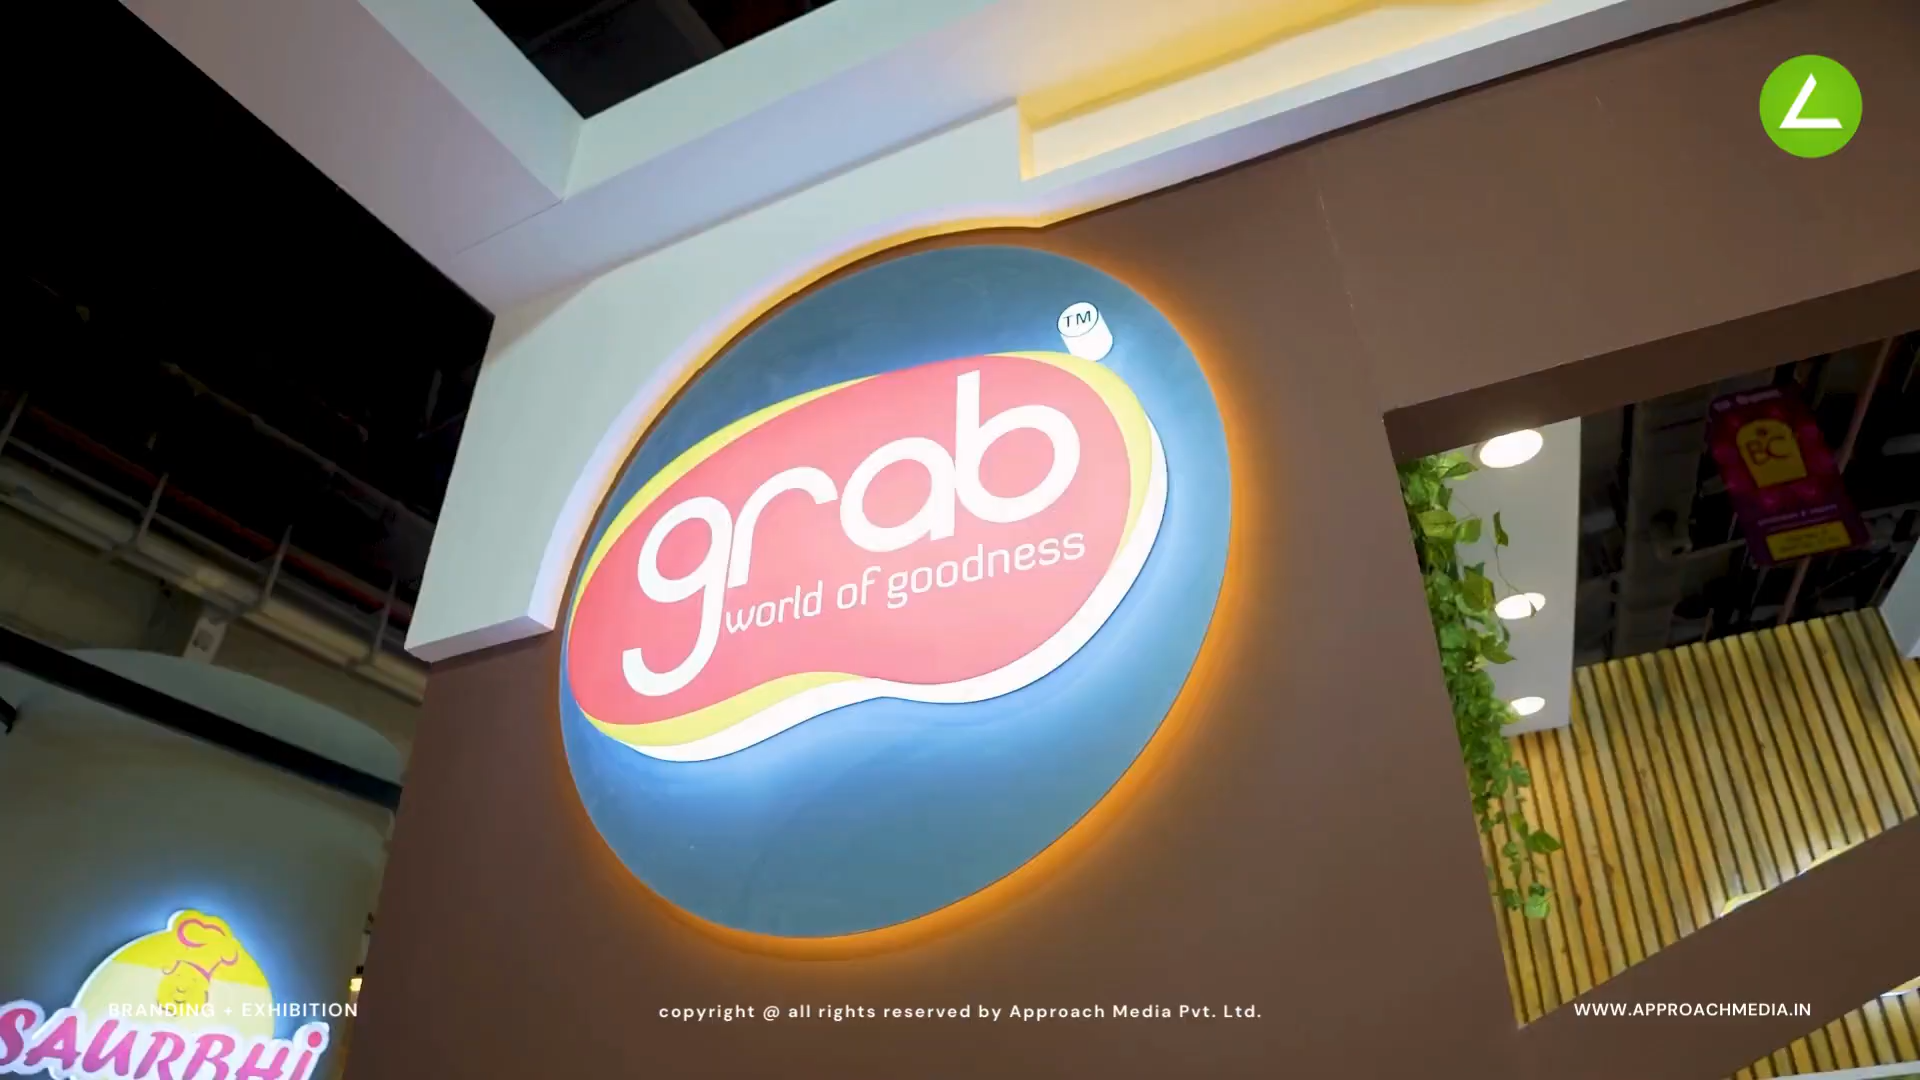 TM
grab
world of goodness
BC
SAURBHI
BRANDING + EXHIBITION
copyright @ all rights reserved by Approach Media Pvt. Ltd.
WWW.APPROACHMEDIA.IN